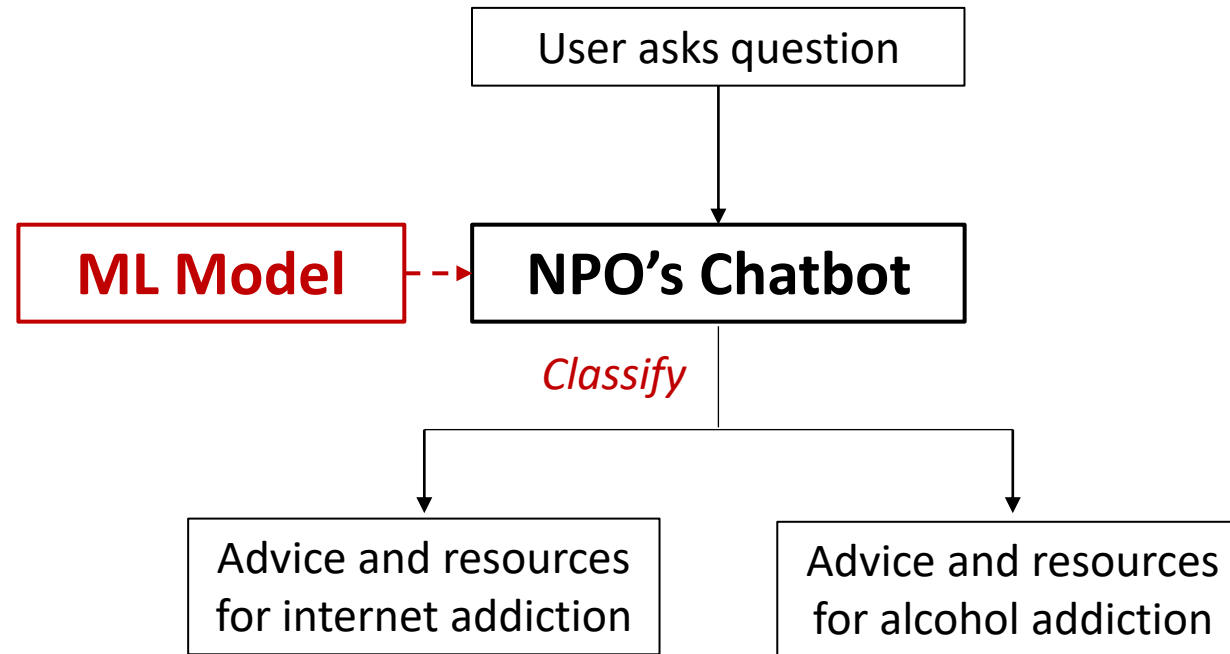 User asks question
ML Model
NPO’s Chatbot
Classify
Advice and resources
for internet addiction
Advice and resources
for alcohol addiction